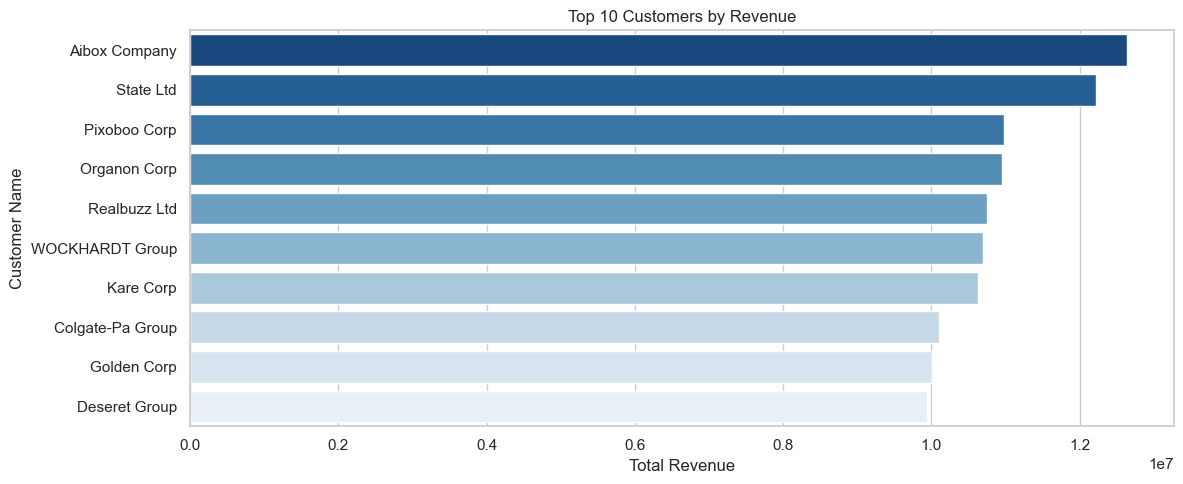 Top 10 Customers by Revenue
Customer Name
Aibox Company
State Ltd
Pixoboo Corp
Organon Corp
Realbuzz Ltd
WOCKHARDT Group
Kare Corp
Colgate-Pa Group
Golden Corp
Deseret Group
0.0 0.2 0.4 0.6 0.8 1.0 1.2
1e7
Total Revenue